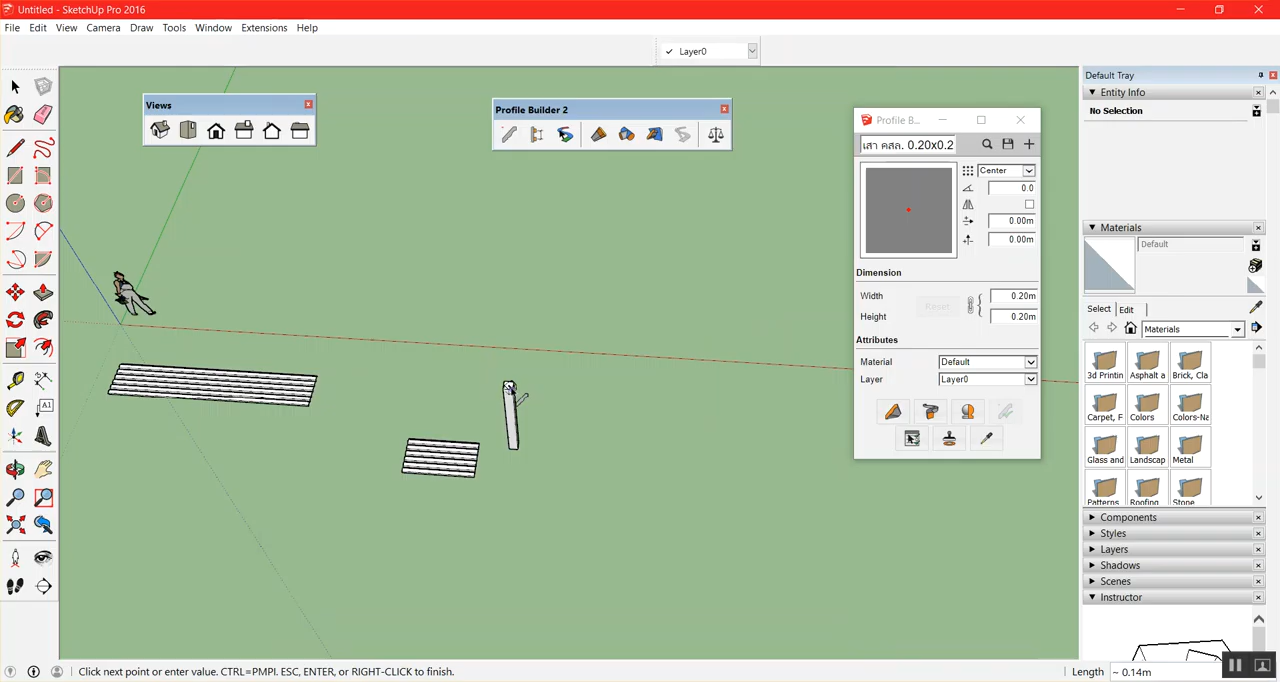 Untitled - SketchUp Pro 2016
File Edit View Camera Draw Tools Window Extensions Help
Layer0
Views
Profile Builder 2
Profile B...
เสา คสล. 0.20x0.2
Center
0.0
0.00m
0.00m
Dimension
Width 0.20m
Reset
Height 0.20m
Attributes
Material Default
Layer Layer0
Default Tray
Entity Info
No Selection
Materials
Default
Select Edit
Materials
3d Printin Asphalt a Brick, Cla
Carpet, F Colors Colors-Na
Glass and Landscap Metal
Patterns Roofing Stone
Components
Styles
Layers
Shadows
Scenes
Instructor
A1
Click next point or enter value. CTRL=PMPI. ESC, ENTER, or RIGHT-CLICK to finish.
Length ~ 0.14m